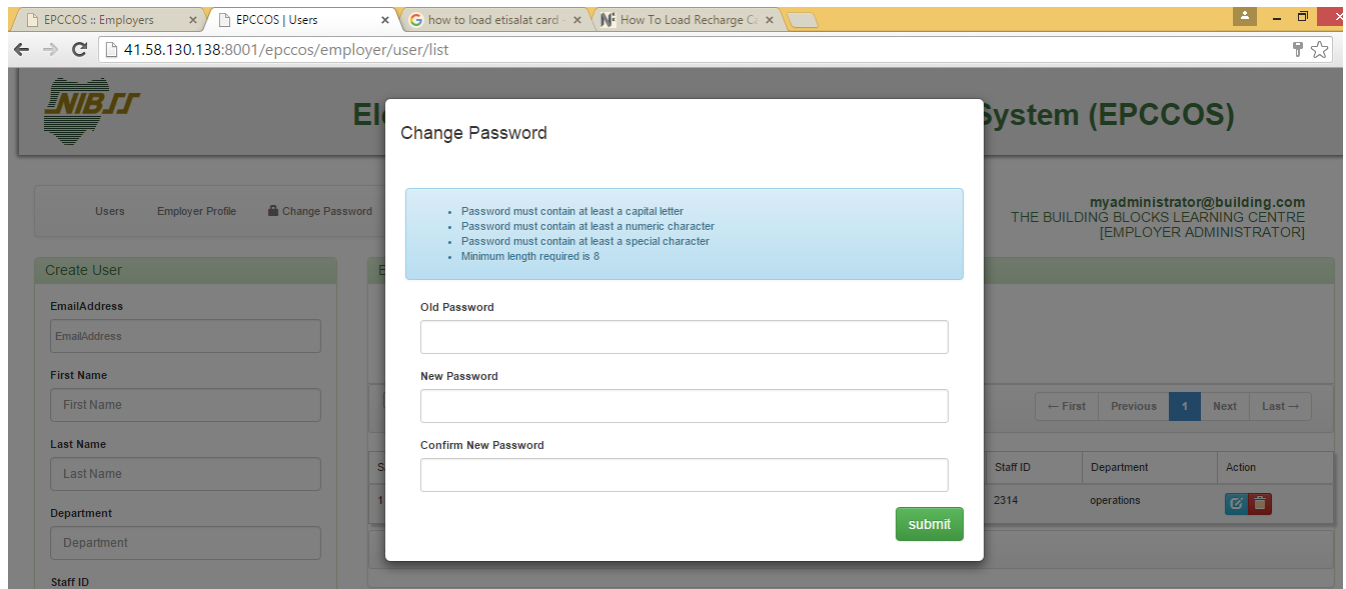 EPCCOS :: Employers
EPCCOS | Users
how to load etisalat card -
How To Load Recharge Ca
41.58.130.138:8001/epccos/employer/user/list
NIBSS
System (EPCCOS)
Change Password
Password must contain at least a capital letter
Password must contain at least a numeric character
Password must contain at least a special character
Minimum length required is 8
Old Password
New Password
Confirm New Password
submit
Users
Employer Profile
Change Password
myadministrator@building.com
THE BUILDING BLOCKS LEARNING CENTRE
[EMPLOYER ADMINISTRATOR]
Create User
EmailAddress
EmailAddress
First Name
First Name
Last Name
Last Name
Department
Department
Staff ID
← First Previous 1 Next Last →
Staff ID Department Action
1 2314 operations